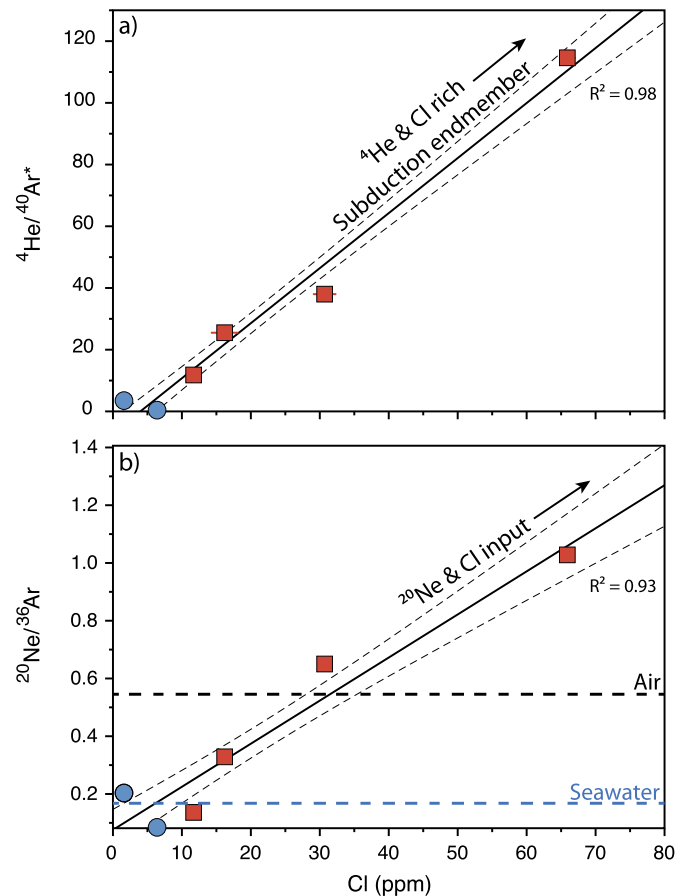 a)
120
100
80
60
40
20
0
⁴He/⁴⁰Ar*
⁴He & Cl rich
Subduction endmember
R² = 0.98
b)
1.4
1.2
1.0
0.8
0.6
0.4
0.2
²⁰Ne/³⁶Ar
²⁰Ne & Cl input
R² = 0.93
Air
Seawater
0 10 20 30 40 50 60 70 80
Cl (ppm)